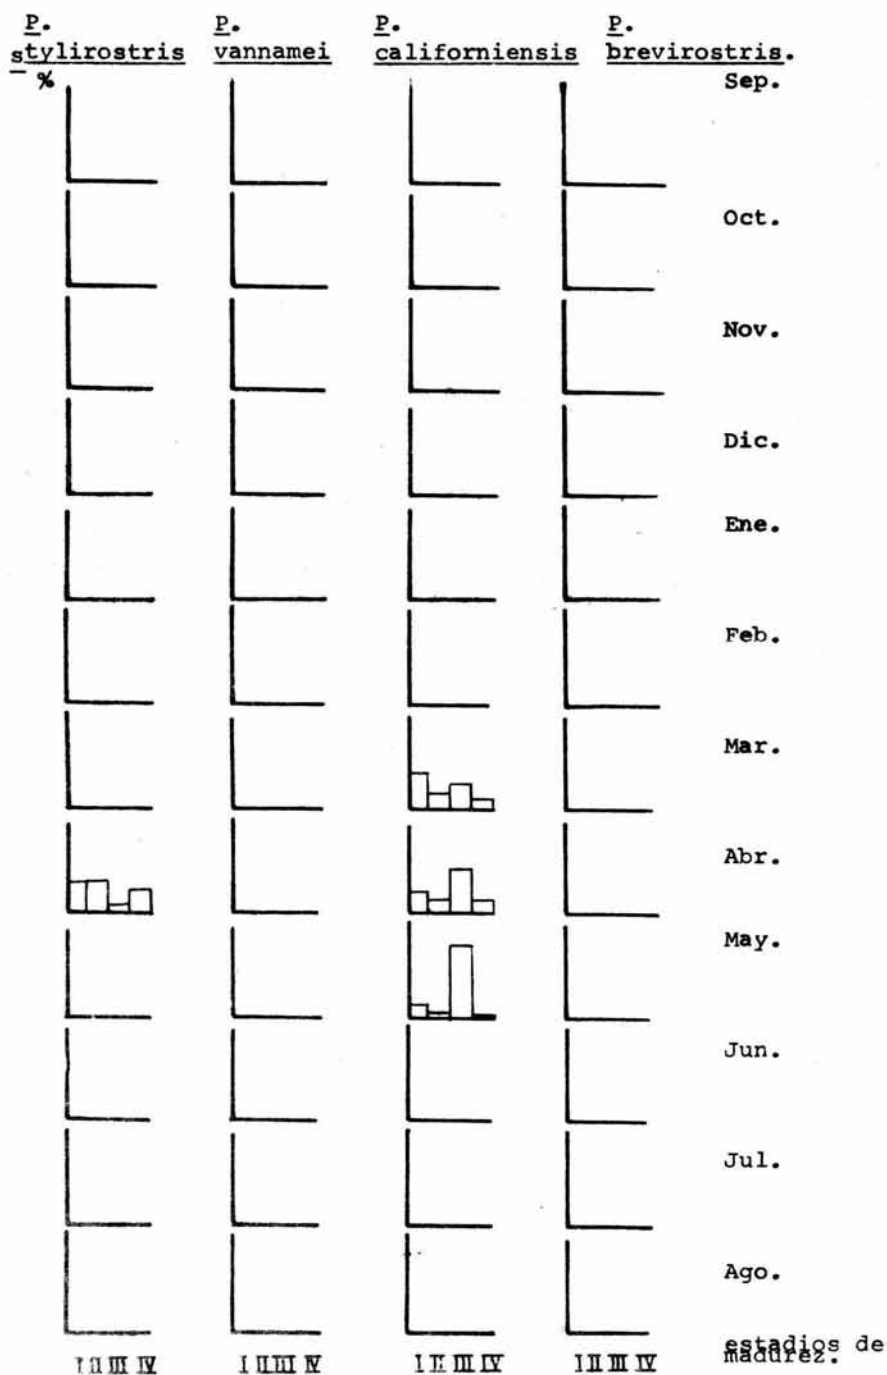 P. P. P. P.
stylirostris vannamei californiensis brevirostris.
%
Sep.
Oct.
Nov.
Dic.
Ene.
Feb.
Mar.
Abr.
May.
Jun.
Jul.
Ago.
estadios de
madurez.
I II III IV I II III IV I II III IV I II III IV